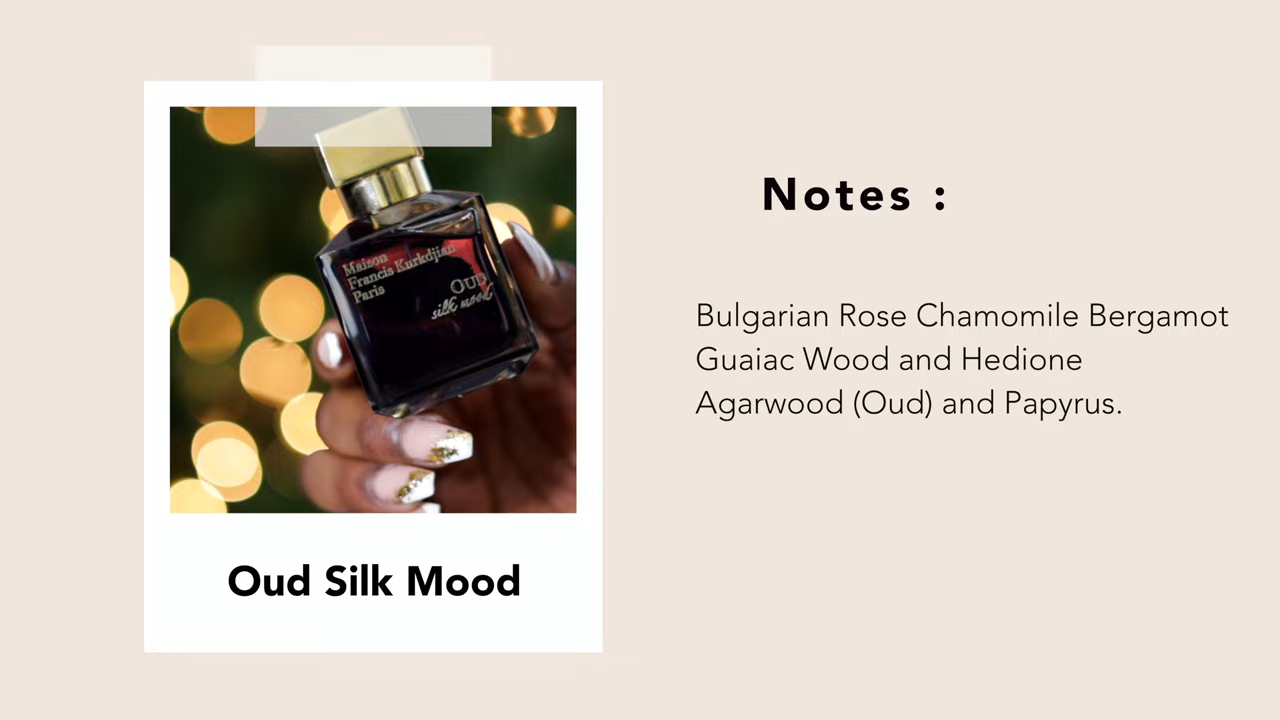 Maison
Francis Kurkdjian
Paris
OUD
silk mood
Oud Silk Mood
Notes :
Bulgarian Rose Chamomile Bergamot
Guaiac Wood and Hedione
Agarwood (Oud) and Papyrus.